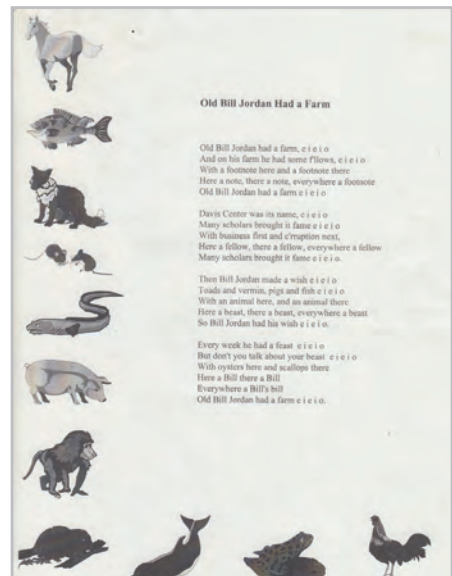 Old Bill Jordan Had a Farm
Old Bill Jordan had a farm, e i e i o
And on his farm he had some f'llows, e i e i o
With a footnote here and a footnote there
Here a note, there a note, everywhere a footnote
Old Bill Jordan had a farm e i e i o
Davis Center was its name, e i e i o
Many scholars brought it fame e i e i o
With business first and c'rruption next,
Here a fellow, there a fellow, everywhere a fellow
Many scholars brought it fame e i e i o.
Then Bill Jordan made a wish e i e i o
Toads and vermin, pigs and fish e i e i o
With an animal here, and an animal there
Here a beast, there a beast, everywhere a beast
So Bill Jordan had his wish e i e i o.
Every week he had a feast e i e i o
But don't you talk about your beast e i e i o
With oysters here and scallops there
Here a Bill there a Bill
Everywhere a Bill's bill
Old Bill Jordan had a farm e i e i o.